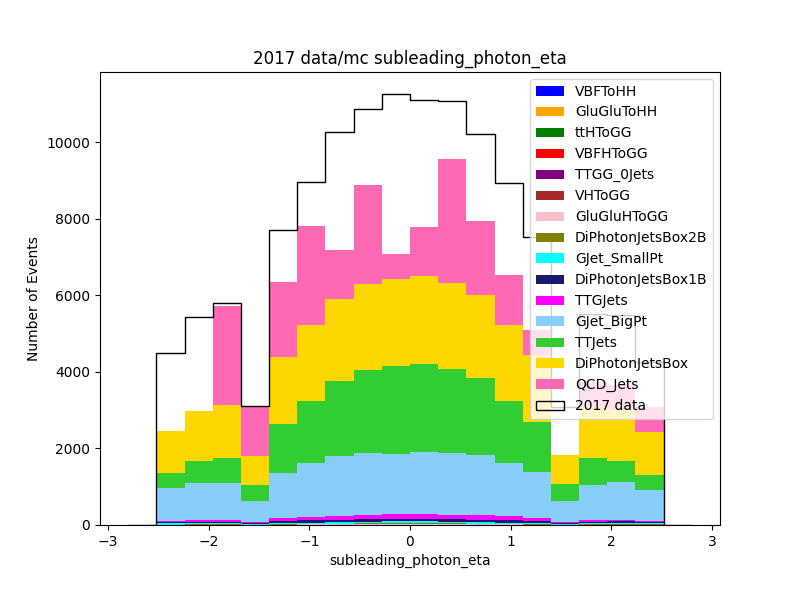 2017 data/mc subleading_photon_eta
Number of Events
10000
8000
6000
4000
2000
0
−3
−2
−1
0
1
2
3
subleading_photon_eta
VBFToHH
GluGluToHH
ttHToGG
VBFHToGG
TTGG_0Jets
VHToGG
GluGluHToGG
DiPhotonJetsBox2B
GJet_SmallPt
DiPhotonJetsBox1B
TTGJets
GJet_BigPt
TTJets
DiPhotonJetsBox
QCD_Jets
2017 data